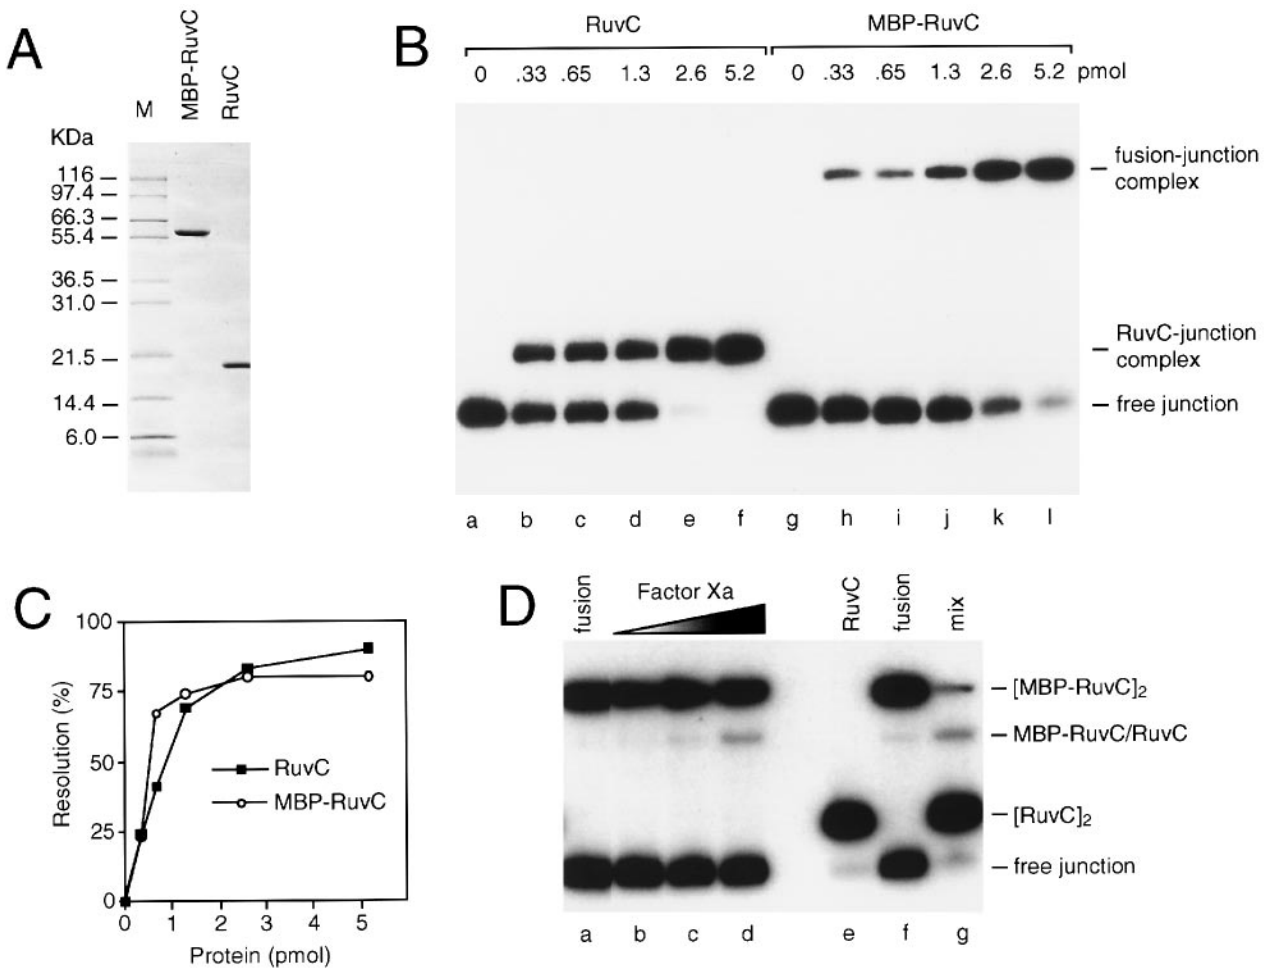 A
M
MBP-RuvC
RuvC
KDa
116
97.4
66.3
55.4
36.5
31.0
21.5
14.4
6.0
B
RuvC
MBP-RuvC
0 .33 .65 1.3 2.6 5.2 0 .33 .65 1.3 2.6 5.2 pmol
fusion-junction
complex
RuvC-junction
complex
free junction
a b c d e f g h i j k l
C
100
75
50
25
0
Resolution (%)
RuvC
MBP-RuvC
0 1 2 3 4 5
Protein (pmol)
D
fusion
Factor Xa
RuvC
fusion
mix
[MBP-RuvC]2
MBP-RuvC/RuvC
[RuvC]2
free junction
a b c d e f g